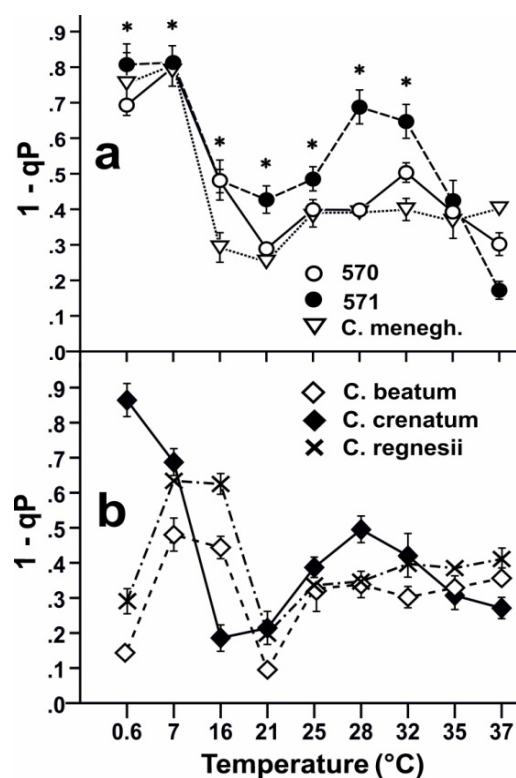 .9
.8
.7
.6
.5
.4
.3
.2
.1
.0
1 - qP
a
* * * * * * *
570
571
C. menegh.
.9
.8
.7
.6
.5
.4
.3
.2
.1
.0
1 - qP
b
C. beatum
C. crenatum
C. regnesii
0.6 7 16 21 25 28 32 35 37
Temperature (°C)